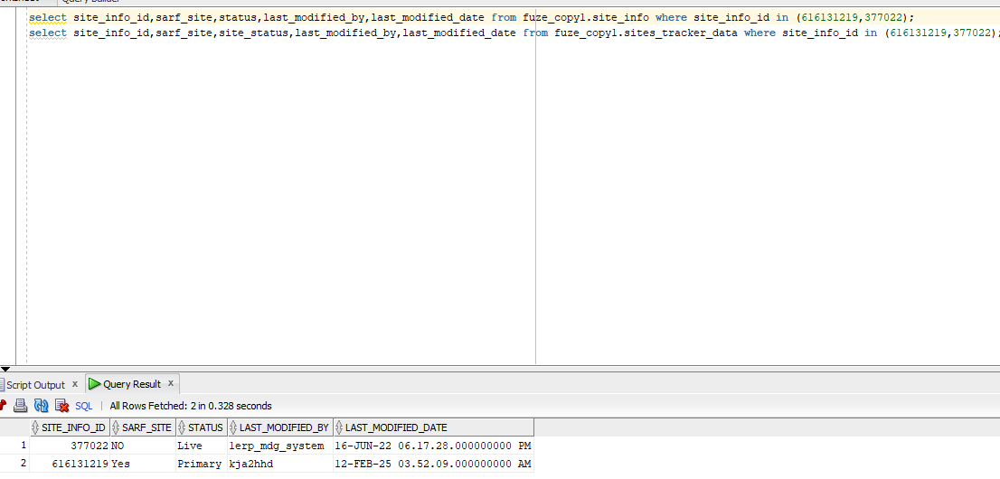 Query Builder
select site_info_id,sarf_site,status,last_modified_by,last_modified_date from fuze_copy1.site_info where site_info_id in (616131219,377022);
select site_info_id,sarf_site,site_status,last_modified_by,last_modified_date from fuze_copy1.sites_tracker_data where site_info_id in (616131219,377022);
Script Output x Query Result x
SQL | All Rows Fetched: 2 in 0.328 seconds
SITE_INFO_ID SARF_SITE STATUS LAST_MODIFIED_BY LAST_MODIFIED_DATE
1 377022 NO Live lerp_mdg_system 16-JUN-22 06.17.28.000000000 PM
2 616131219 Yes Primary kja2hhd 12-FEB-25 03.52.09.000000000 AM